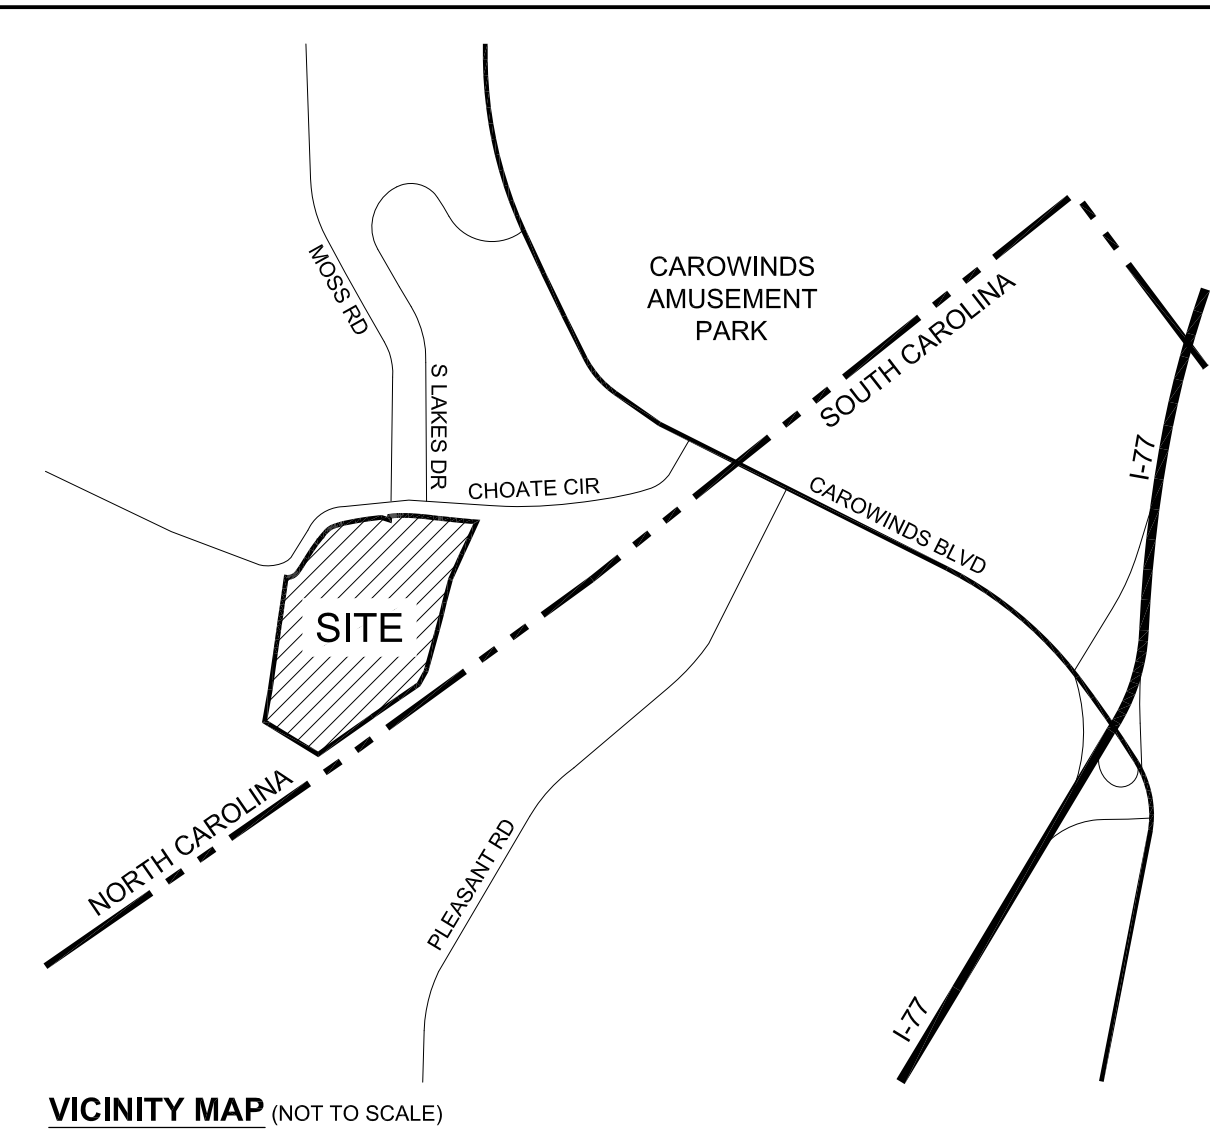 MOSS RD
CAROWINDS
AMUSEMENT
PARK
SOUTH CAROLINA
S LAKES DR
I-77
CHOATE CIR
CAROWINDS BLVD
SITE
NORTH CAROLINA
PLEASANT RD
I-77
VICINITY MAP (NOT TO SCALE)